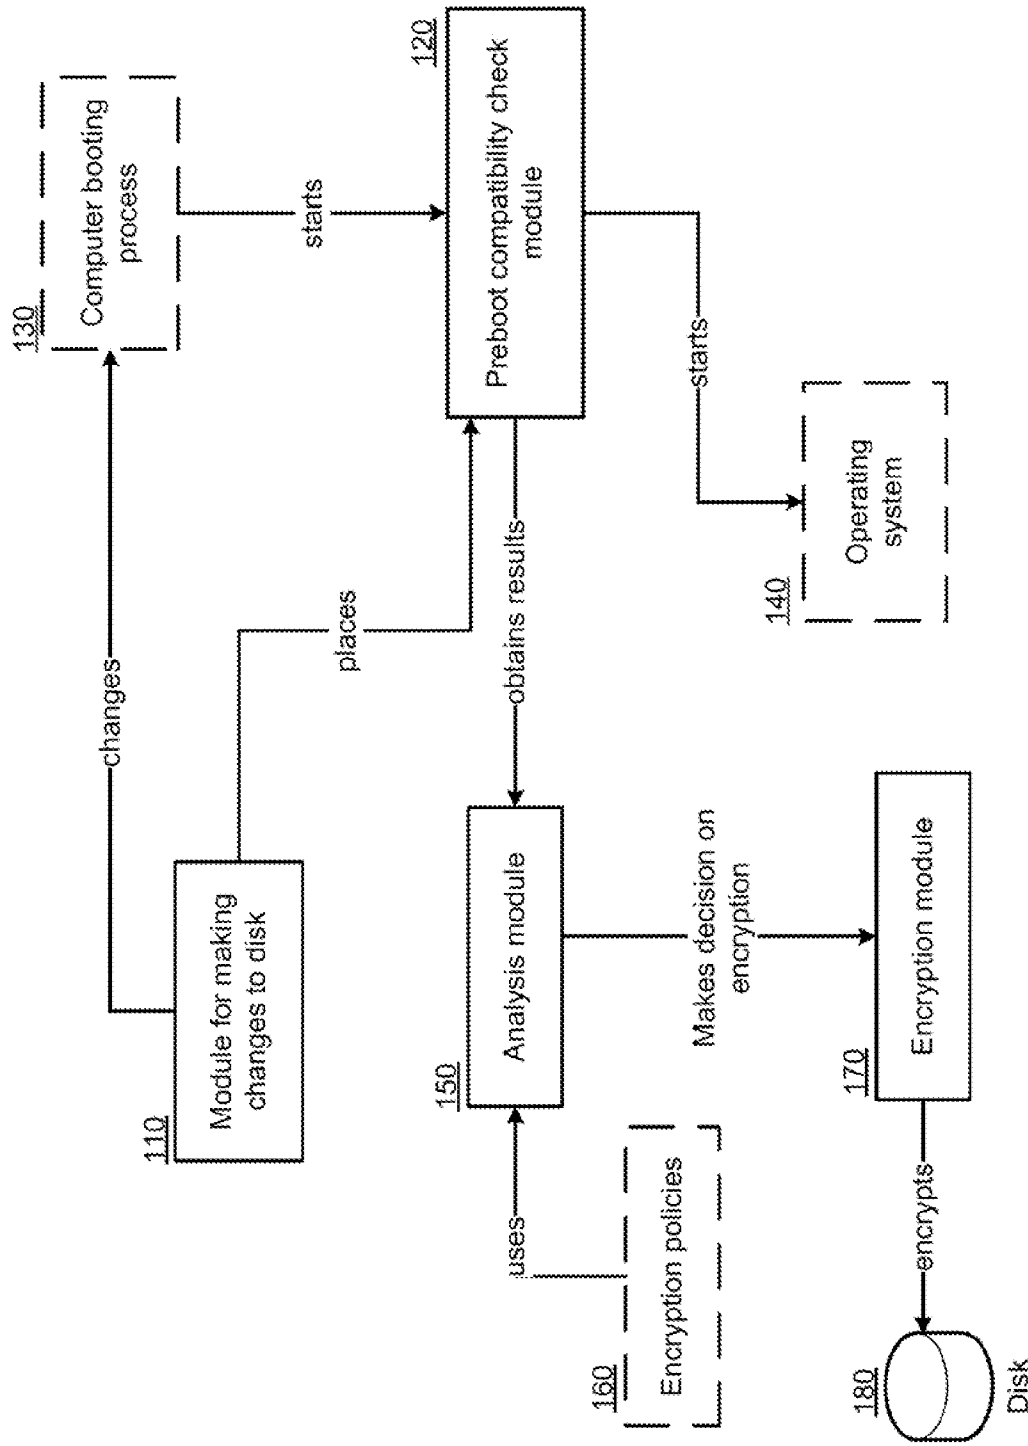 110
Module for making
changes to disk
changes
130
Computer booting
process
places
starts
120
Preboot compatibility check
module
160
Encryption policies
uses
150
Analysis module
obtains results
starts
140
Operating
system
Makes decision on
encryption
180
Disk
encrypts
170
Encryption module